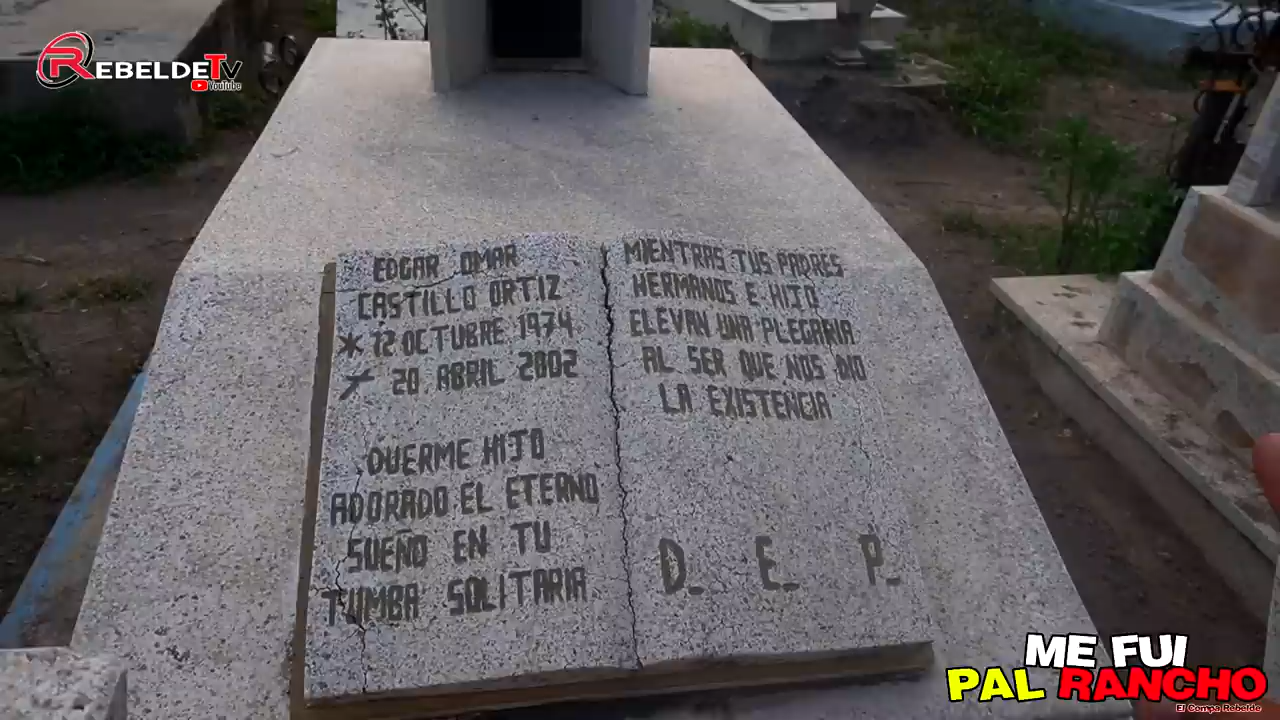 REBELDETV
YouTube
EDGAR OMAR
CASTILLO ORTIZ
* 12 OCTUBRE 1974
† 20 ABRIL 2002
DUERME HIJO
ADORADO EL ETERNO
SUEÑO EN TU
TUMBA SOLITARIA
MIENTRAS TUS PADRES
HERMANOS E HIJO
ELEVAN UNA PLEGARIA
AL SER QUE NOS DIO
LA EXISTENCIA
D. E. P.
ME FUI
PAL RANCHO
El Compa Rebelde